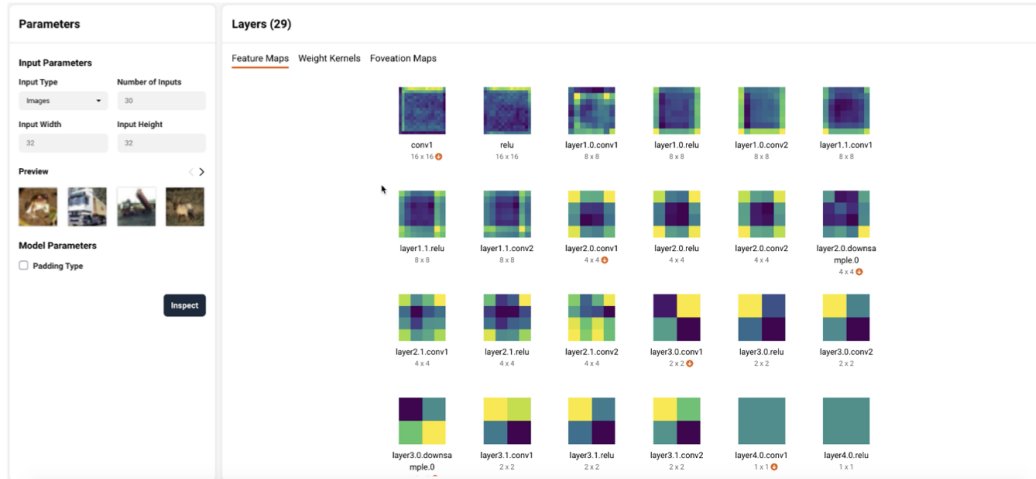 Parameters
Layers (29)
Input Parameters
Input Type
Number of Inputs
Images
30
Input Width
Input Height
32
32
Preview
Model Parameters
Padding Type
Inspect
Feature Maps Weight Kernels Foveation Maps
conv1 relu layer1.0.conv1 layer1.0.relu layer1.0.conv2 layer1.1.conv1
16 x 16 16 x 16 8 x 8 8 x 8 8 x 8 8 x 8
layer1.1.relu layer1.1.conv2 layer2.0.conv1 layer2.0.relu layer2.0.conv2 layer2.0.downsa
mple.0
8 x 8 8 x 8 4 x 4 4 x 4 4 x 4 4 x 4
layer2.1.conv1 layer2.1.relu layer2.1.conv2 layer3.0.conv1 layer3.0.relu layer3.0.conv2
4 x 4 4 x 4 4 x 4 2 x 2 2 x 2 2 x 2
layer3.0.downsa layer3.1.conv1 layer3.1.relu layer3.1.conv2 layer4.0.conv1 layer4.0.relu
mple.0 2 x 2 2 x 2 2 x 2 1 x 1 1 x 1